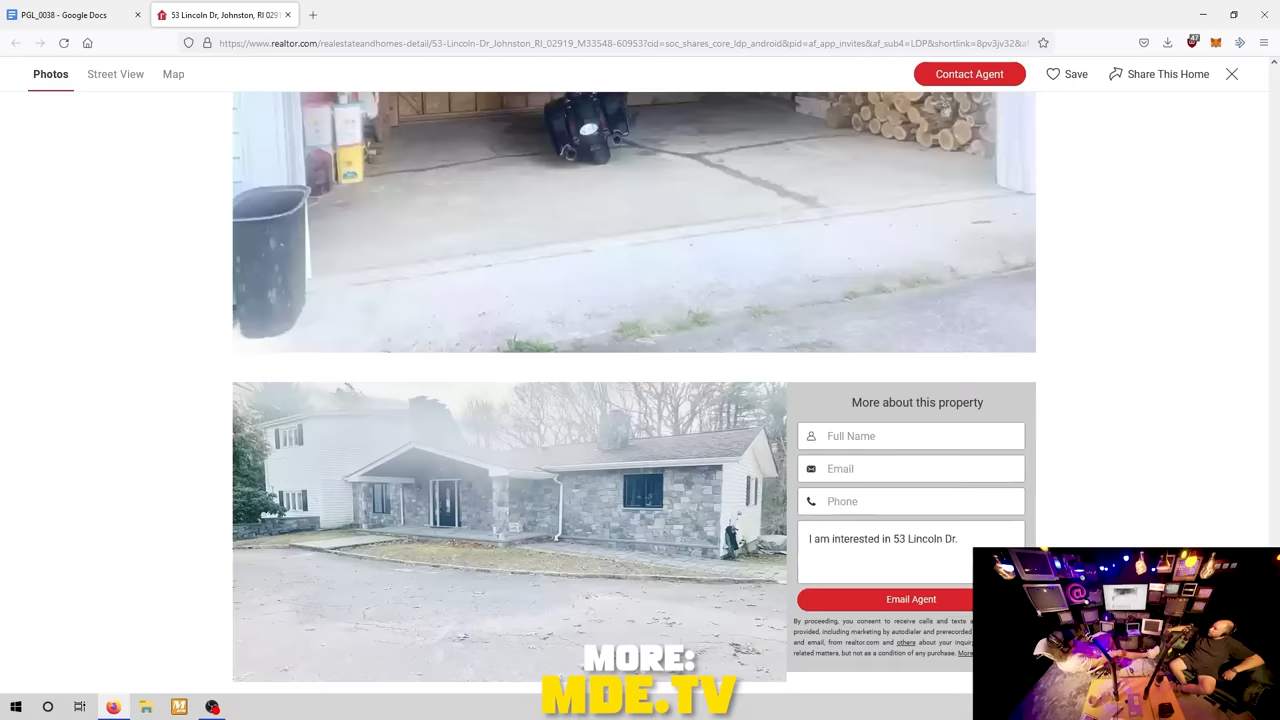 PGL_0038 - Google Docs
53 Lincoln Dr, Johnston, RI 0291
https://www.realtor.com/realestateandhomes-detail/53-Lincoln-Dr_Johnston_RI_02919_M33548-60953?cid=soc_shares_core_ldp_android&pid=af_app_invites&af_sub4=LDP&shortlink=8pv3jv32&af
Photos
Street View
Map
Contact Agent
Save
Share This Home
More about this property
Full Name
Email
Phone
I am interested in 53 Lincoln Dr.
Email Agent
By proceeding, you consent to receive calls and texts a
provided, including marketing by autodialer and prerecorded
and email, from realtor.com and others about your inquiry
related matters, but not as a condition of any purchase. More
MORE:
MDE.TV